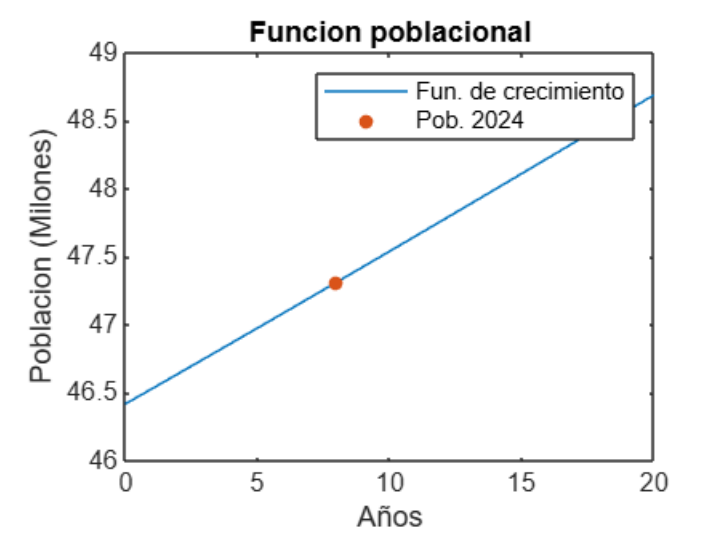 Funcion poblacional
49
48.5
48
47.5
47
46.5
46
Poblacion (Milones)
Fun. de crecimiento
Pob. 2024
0 5 10 15 20
Años